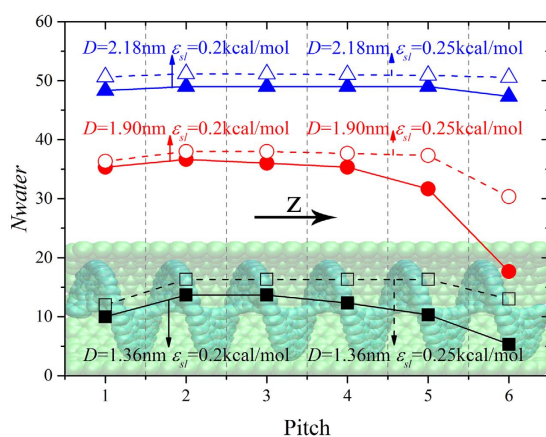 60
50
40
30
20
10
0
Nwater
D=2.18nm εsl=0.2kcal/mol D=2.18nm εsl=0.25kcal/mol
D=1.90nm εsl=0.2kcal/mol D=1.90nm εsl=0.25kcal/mol
Z
D=1.36nm εsl=0.2kcal/mol D=1.36nm εsl=0.25kcal/mol
1 2 3 4 5 6
Pitch